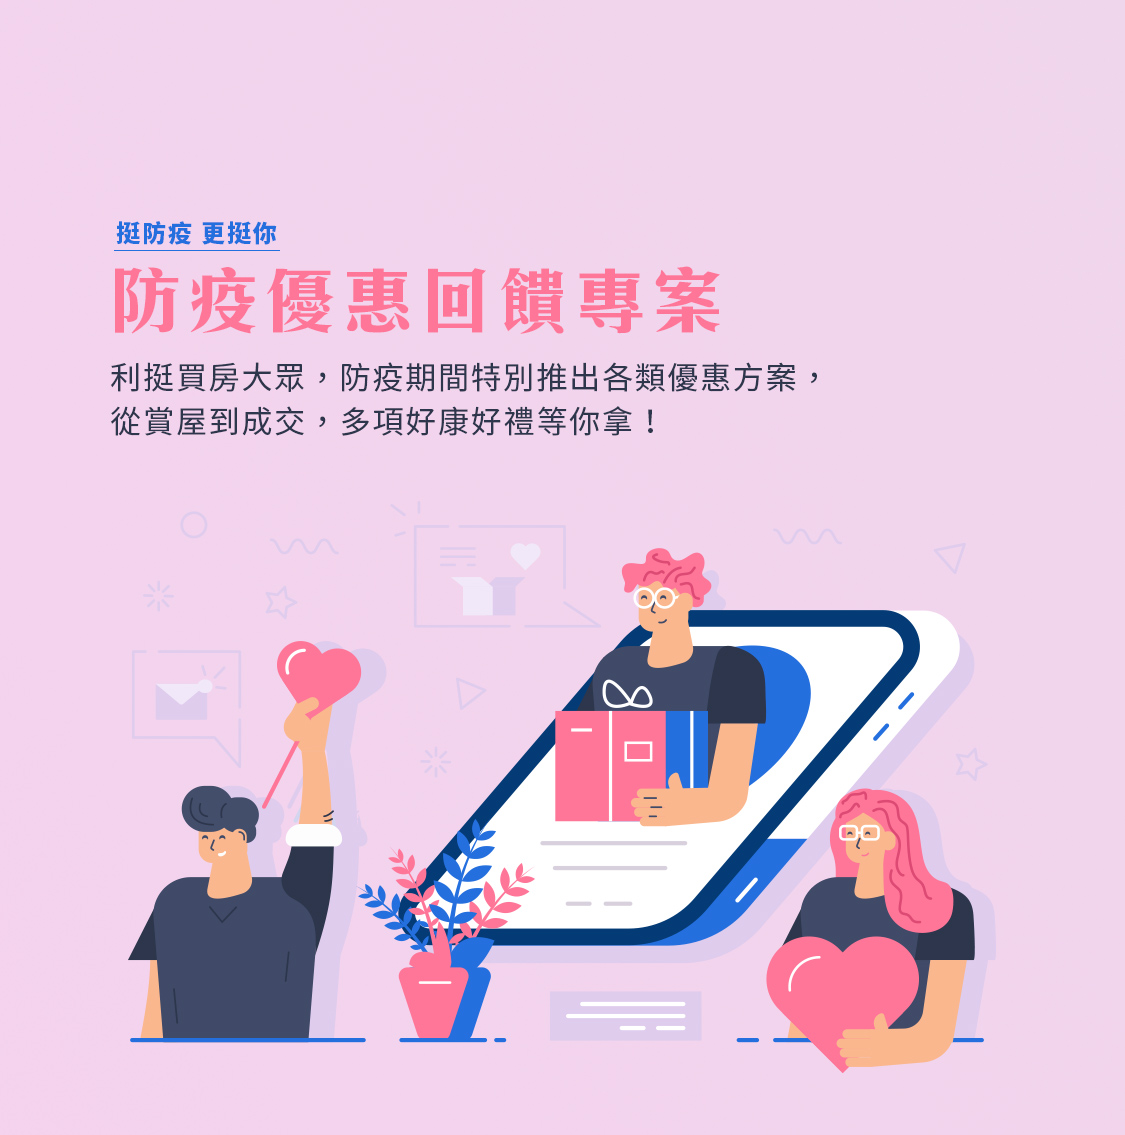 挺防疫 更挺你
防疫優惠回饋專案
利挺買房大眾，防疫期間特別推出各類優惠方案，
從賞屋到成交，多項好康好禮等你拿！